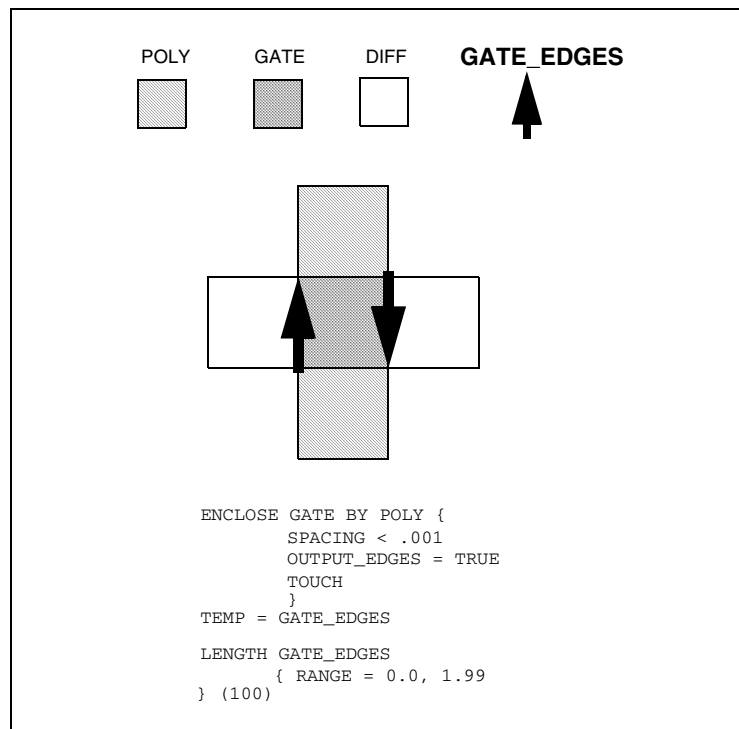 POLY GATE DIFF GATE_EDGES
ENCLOSE GATE BY POLY {
SPACING < .001
OUTPUT_EDGES = TRUE
TOUCH
}
TEMP = GATE_EDGES
LENGTH GATE_EDGES
{ RANGE = 0.0, 1.99
} (100)